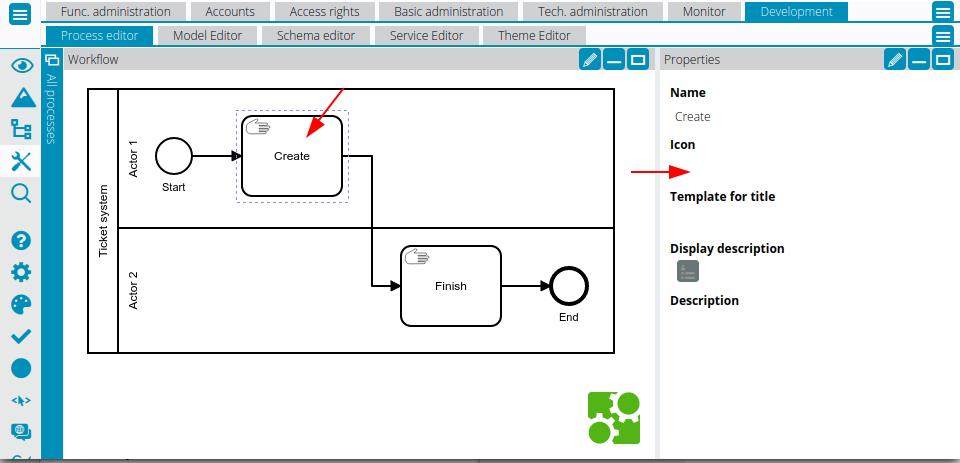 Func. administration Accounts Access rights Basic administration Tech. administration Monitor Development
Process editor Model Editor Schema editor Service Editor Theme Editor
All processes
Workflow
Ticket system
Actor 1
Start
Create
Actor 2
Finish
End
Properties
Name
Create
Icon
Template for title
Display description
Description